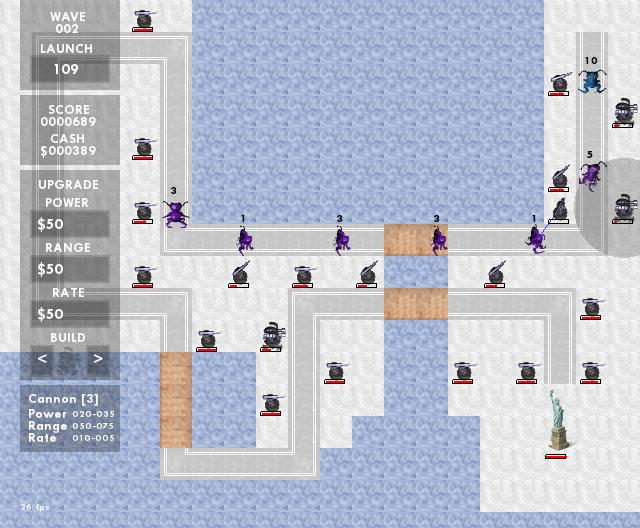 WAVE
002
LAUNCH
109
SCORE
0000689
CASH
$000389
UPGRADE
POWER
$50
RANGE
$50
RATE
$50
BUILD
< >
Cannon [3]
Power 020-035
Range 050-075
Rate 010-005
26 fps
10
5
3
1
3
3
1